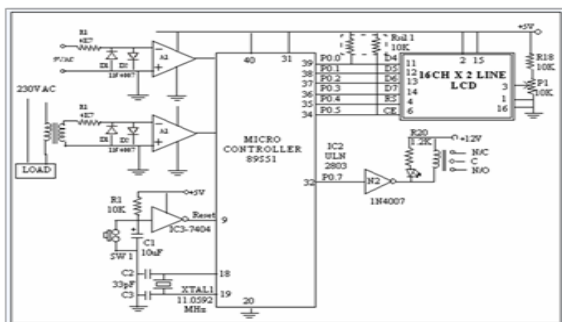 R1
4K7
9VAC
D1
D2
1N4007
A1
230V AC
R1
4K7
D1
D2
1N4007
A2
LOAD
+5V
R1
10K
Reset
IC3-7404
C1
10uF
SW 1
C2
33pF
C3
XTAL1
11.0592
MHz
40
31
MICRO
CONTROLLER
89S51
9
18
19
20
39
38
37
36
35
34
32
P0.0
P0.1
P0.2
P0.3
P0.4
P0.5
P0.7
10K
D4
D5
D6
D7
RS
CE
11
12
13
14
4
6
2
15
16CH X 2 LINE
LCD
3
1
16
+5V
R18
10K
P1
10K
IC2
ULN
2803
N2
1N4007
R20
1.2K
+12V
N/C
C
N/O